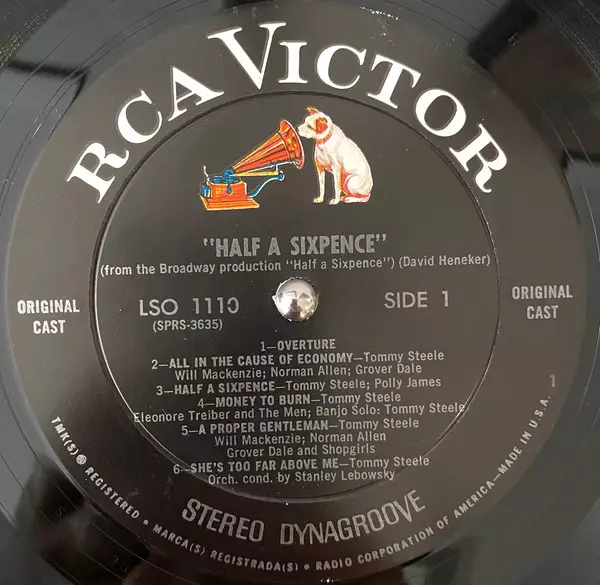 RCA VICTOR
"HALF A SIXPENCE"
(from the Broadway production "Half a Sixpence") (David Heneker)
ORIGINAL
CAST
LSO 1110
(SPRS-3635)
SIDE 1
ORIGINAL
CAST
1—OVERTURE
2—ALL IN THE CAUSE OF ECONOMY—Tommy Steele
Will Mackenzie; Norman Allen; Grover Dale
3—HALF A SIXPENCE—Tommy Steele; Polly James
4—MONEY TO BURN—Tommy Steele
Eleonore Treiber and The Men; Banjo Solo: Tommy Steele
5—A PROPER GENTLEMAN—Tommy Steele
Will Mackenzie; Norman Allen
Grover Dale and Shopgirls
6—SHE'S TOO FAR ABOVE ME—Tommy Steele
Orch. cond. by Stanley Lebowsky
1
STEREO DYNAGROOVE
TMK(S) ® REGISTERED • MARCA(S) REGISTRADA(S) • RADIO CORPORATION OF AMERICA—MADE IN U.S.A.